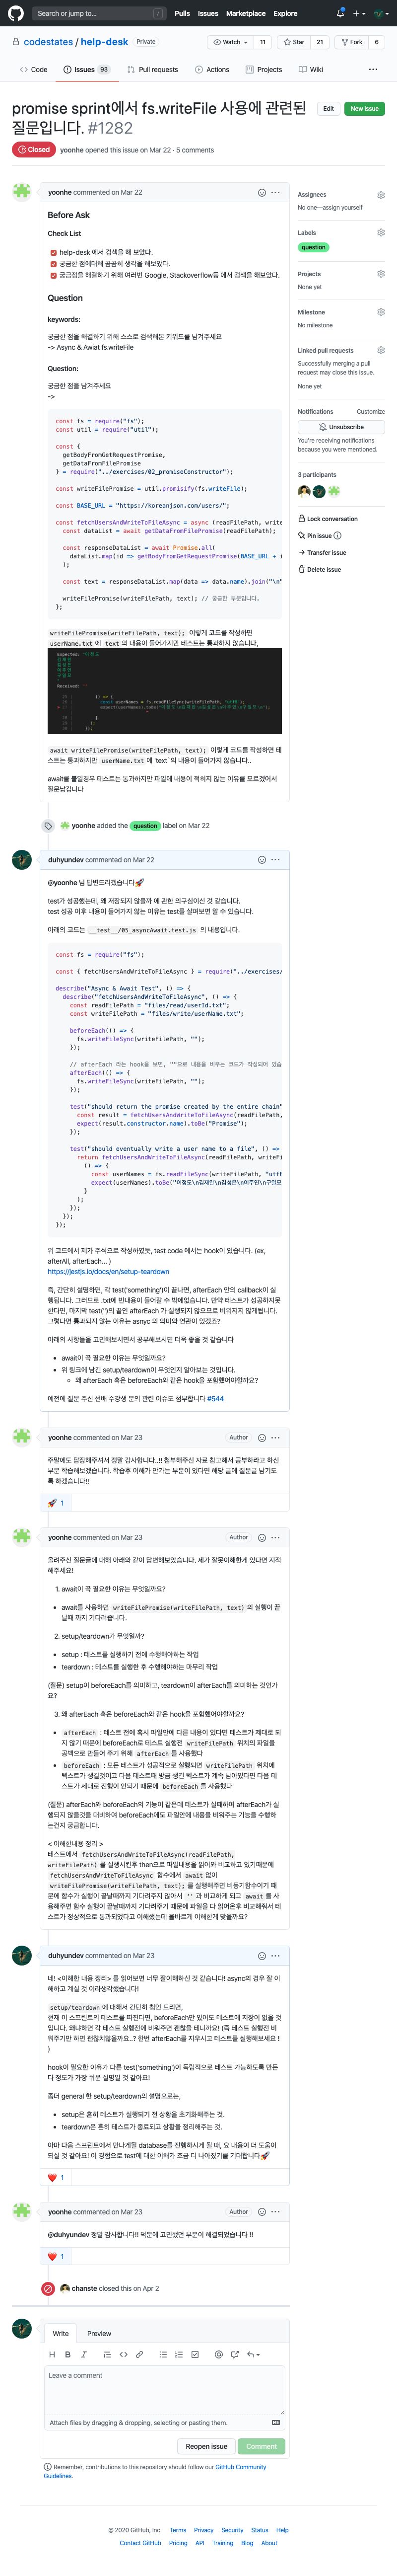 Search or jump to...
/
Pulls Issues Marketplace Explore
codestates / help-desk Private
Watch 11 Star 21 Fork 6
Code Issues 93 Pull requests Actions Projects Wiki
promise sprint에서 fs.writeFile 사용에 관련된
질문입니다. #1282
Edit New issue
Closed yoonhe opened this issue on Mar 22 · 5 comments
yoonhe commented on Mar 22
Before Ask
Check List
help-desk 에서 검색을 해 보았다.
궁금한 점에대해 곰곰히 생각을 해보았다.
궁금점을 해결하기 위해 여러번 Google, Stackoverflow등 에서 검색을 해보았다.
Question
keywords:
궁금한 점을 해결하기 위해 스스로 검색해본 키워드를 남겨주세요
-> Async & Awiat fs.writeFile
Question:
궁금한 점을 남겨주세요
->
const fs = require("fs");
const util = require("util");
const {
getBodyFromGetRequestPromise,
getDataFromFilePromise
} = require("../exercises/02_promiseConstructor");
const writeFilePromise = util.promisify(fs.writeFile);
const BASE_URL = "https://koreanjson.com/users/";
const fetchUsersAndWriteToFileAsync = async (readFilePath, write
const dataList = await getDataFromFilePromise(readFilePath);
const responseDataList = await Promise.all(
dataList.map(id => getBodyFromGetRequestPromise(BASE_URL + i
);
const text = responseDataList.map(data => data.name).join("\n"
writeFilePromise(writeFilePath, text); // 궁금한 부분입니다.
};
writeFilePromise(writeFilePath, text); 이렇게 코드를 작성하면
userName.txt 에 text 의 내용이 들어가지만 테스트는 통과하지 않습니다,
await writeFilePromise(writeFilePath, text); 이렇게 코드를 작성하면 테
스트는 통과하지만 userName.txt 에 'text`의 내용이 들어가지 않습니다..
await를 붙일경우 테스트는 통과하지만 파일에 내용이 적히지 않는 이유를 모르겠어서
질문남깁니다
yoonhe added the question label on Mar 22
duhyundev commented on Mar 22
@yoonhe 님 답변드리겠습니다🚀
test가 성공했는데, 왜 저장되지 않을까 에 관한 의구심이신 것 같습니다.
test 성공 이후 내용이 들어가지 않는 이유는 test를 살펴보면 알 수 있습니다.
아래의 코드는 __test__/05_asyncAwait.test.js 의 내용입니다.
const fs = require("fs");
const { fetchUsersAndWriteToFileAsync } = require("../exercises/
describe("Async & Await Test", () => {
describe("fetchUsersAndWriteToFileAsync", () => {
const readFilePath = "files/read/userId.txt";
const writeFilePath = "files/write/userName.txt";
beforeEach(() => {
fs.writeFileSync(writeFilePath, "");
});
// afterEach 라는 hook를 보면, ""으로 내용을 비우는 코드가 작성되어 있습
afterEach(() => {
fs.writeFileSync(writeFilePath, "");
});
test("should return the promise created by the entire chain"
const result = fetchUsersAndWriteToFileAsync(readFilePath,
expect(result.constructor.name).toBe("Promise");
});
test("should eventually write a user name to a file", () =>
return fetchUsersAndWriteToFileAsync(readFilePath, writeFi
() => {
const userNames = fs.readFileSync(writeFilePath, "utf8
expect(userNames).toBe("이정도\n김재완\n김성은\n이주연\n구일모
}
);
});
});
});
위 코드에서 제가 주석으로 작성하였듯, test code 에서는 hook이 있습니다. (ex,
afterAll, afterEach... )
https://jestjs.io/docs/en/setup-teardown
즉, 간단히 설명하면, 각 test('something')이 끝나면, afterEach 안의 callback이 실
행됩니다. 그러므로 .txt에 빈내용이 들어갈 수 밖에없습니다. 만약 테스트가 성공하지못
한다면, 마지막 test('')의 끝인 afterEach 가 실행되지 않으므로 비워지지 않게됩니다.
그렇다면 통과되지 않는 이유는 asnyc 의 의미와 연관이 있겠죠?
아래의 사항들을 고민해보시면서 공부해보시면 더욱 좋을 것 같습니다
await이 꼭 필요한 이유는 무엇일까요?
위 링크에 남긴 setup/teardown이 무엇인지 알아보는 것입니다.
왜 afterEach 혹은 beforeEach와 같은 hook을 포함했어야할까요?
예전에 질문 주신 선배 수강생 분의 관련 이슈도 첨부합니다 #544
yoonhe commented on Mar 23 Author
주말에도 답장해주셔서 정말 감사합니다..!! 첨부해주신 자료 참고해서 공부하라고 하신
부분 학습해보겠습니다. 학습후 이해가 안가는 부분이 있다면 해당 글에 질문글 남기도
록 하겠습니다!!
🚀 1
yoonhe commented on Mar 23 Author
올려주신 질문글에 대해 아래와 같이 답변해보았습니다. 제가 잘못이해한게 있다면 지적
해주세요!
1. await이 꼭 필요한 이유는 무엇일까요?
await를 사용하면 writeFilePromise(writeFilePath, text) 의 실행이 끝
날때 까지 기다려줍니다.
2. setup/teardown가 무엇일까?
setup : 테스트를 실행하기 전에 수행해야하는 작업
teardown : 테스트를 실행한 후 수행해야하는 마무리 작업
(질문) setup이 beforeEach를 의미하고, teardown이 afterEach를 의미하는 것인가
요?
3. 왜 afterEach 혹은 beforeEach와 같은 hook을 포함했어야할까요?
afterEach : 테스트 전에 혹시 파일안에 다른 내용이 있다면 테스트가 제대로 되
지 않기 때문에 beforeEach로 테스트 실행전 writeFilePath 위치의 파일을
공백으로 만들어 주기 위해 afterEach 를 사용했다
beforeEach : 모든 테스트가 성공적으로 실행되면 writeFilePath 위치에
텍스트가 생길것이고 다음 테스트때 방금 생긴 텍스트가 계속 남아있다면 다음 테
스트가 제대로 진행이 안되기 때문에 beforeEach 를 사용했다
(질문) afterEach와 beforeEach의 기능이 같은데 테스트가 실패하여 afterEach가 실
행되지 않을것을 대비하여 beforeEach에도 파일안에 내용을 비워주는 기능을 수행하
는건지 궁금합니다.
< 이해한내용 정리 >
테스트에서 fetchUsersAndWriteToFileAsync(readFilePath,
writeFilePath) 를 실행시킨후 then으로 파일내용을 읽어와 비교하고 있기때문에
fetchUsersAndWriteToFileAsync 함수에서 await없이
writeFilePromise(writeFilePath, text); 를 실행해주면 비동기함수이기 때
문에 함수가 실행이 끝날때까지 기다려주지 않아서 '' 과 비교하게 되고 await 를 사
용해주면 함수 실행이 끝날때까지 기다려주기 때문에 파일을 다 읽어온후 비교해줘서 테
스트가 정상적으로 통과되었다고 이해했는데 올바르게 이해한게 맞을까요?
duhyundev commented on Mar 23
네! <이해한 내용 정리> 를 읽어보면 너무 잘이해하신 것 같습니다! async의 경우 잘 이
해하고 계실 것 이라생각했습니다!
setup/teardown 에 대해서 간단히 첨언 드리면,
현재 이 스프린트의 테스트를 따진다면, beforeEach만 있어도 테스트에 지장이 없을 것
입니다. 왜냐하면 각 테스트 실행전에 비워주면 괜찮을 테니까요! (즉 테스트 실행전 비
워주기만 하면 괜찮치않을까요..? 한번 afterEach를 지우시고 테스트를 실행해보세요 !
)
hook이 필요한 이유가 다른 test('something')이 독립적으로 테스트 가능하도록 만든
다 정도가 가장 쉬운 설명일 것 같아요!
좀더 general 한 setup/teardown의 설명으로는,
setup은 흔히 테스트가 실행되기 전 상황을 초기화해주는 것.
teardown은 흔히 테스트가 종료되고 상황을 정리해주는 것.
아마 다음 스프린트에서 만나게될 database를 진행하시게 될 때, 요 내용이 더 도움이
되실 것 같아요! 이 경험으로 test에 대한 이해가 조금 더 나아졌기를 기대합니다🚀
❤️ 1
yoonhe commented on Mar 23 Author
@duhyundev 정말 감사합니다!! 덕분에 고민했던 부분이 해결되었습니다 !!
❤️ 1
chanste closed this on Apr 2
Write Preview
Leave a comment
Attach files by dragging & dropping, selecting or pasting them.
Reopen issue Comment
Remember, contributions to this repository should follow our GitHub Community
Guidelines.
Assignees
No one—assign yourself
Labels
question
Projects
None yet
Milestone
No milestone
Linked pull requests
Successfully merging a pull
request may close this issue.
None yet
Notifications Customize
Unsubscribe
You're receiving notifications
because you were mentioned.
3 participants
Lock conversation
Pin issue
Transfer issue
Delete issue
© 2020 GitHub, Inc. Terms Privacy Security Status Help
Contact GitHub Pricing API Training Blog About